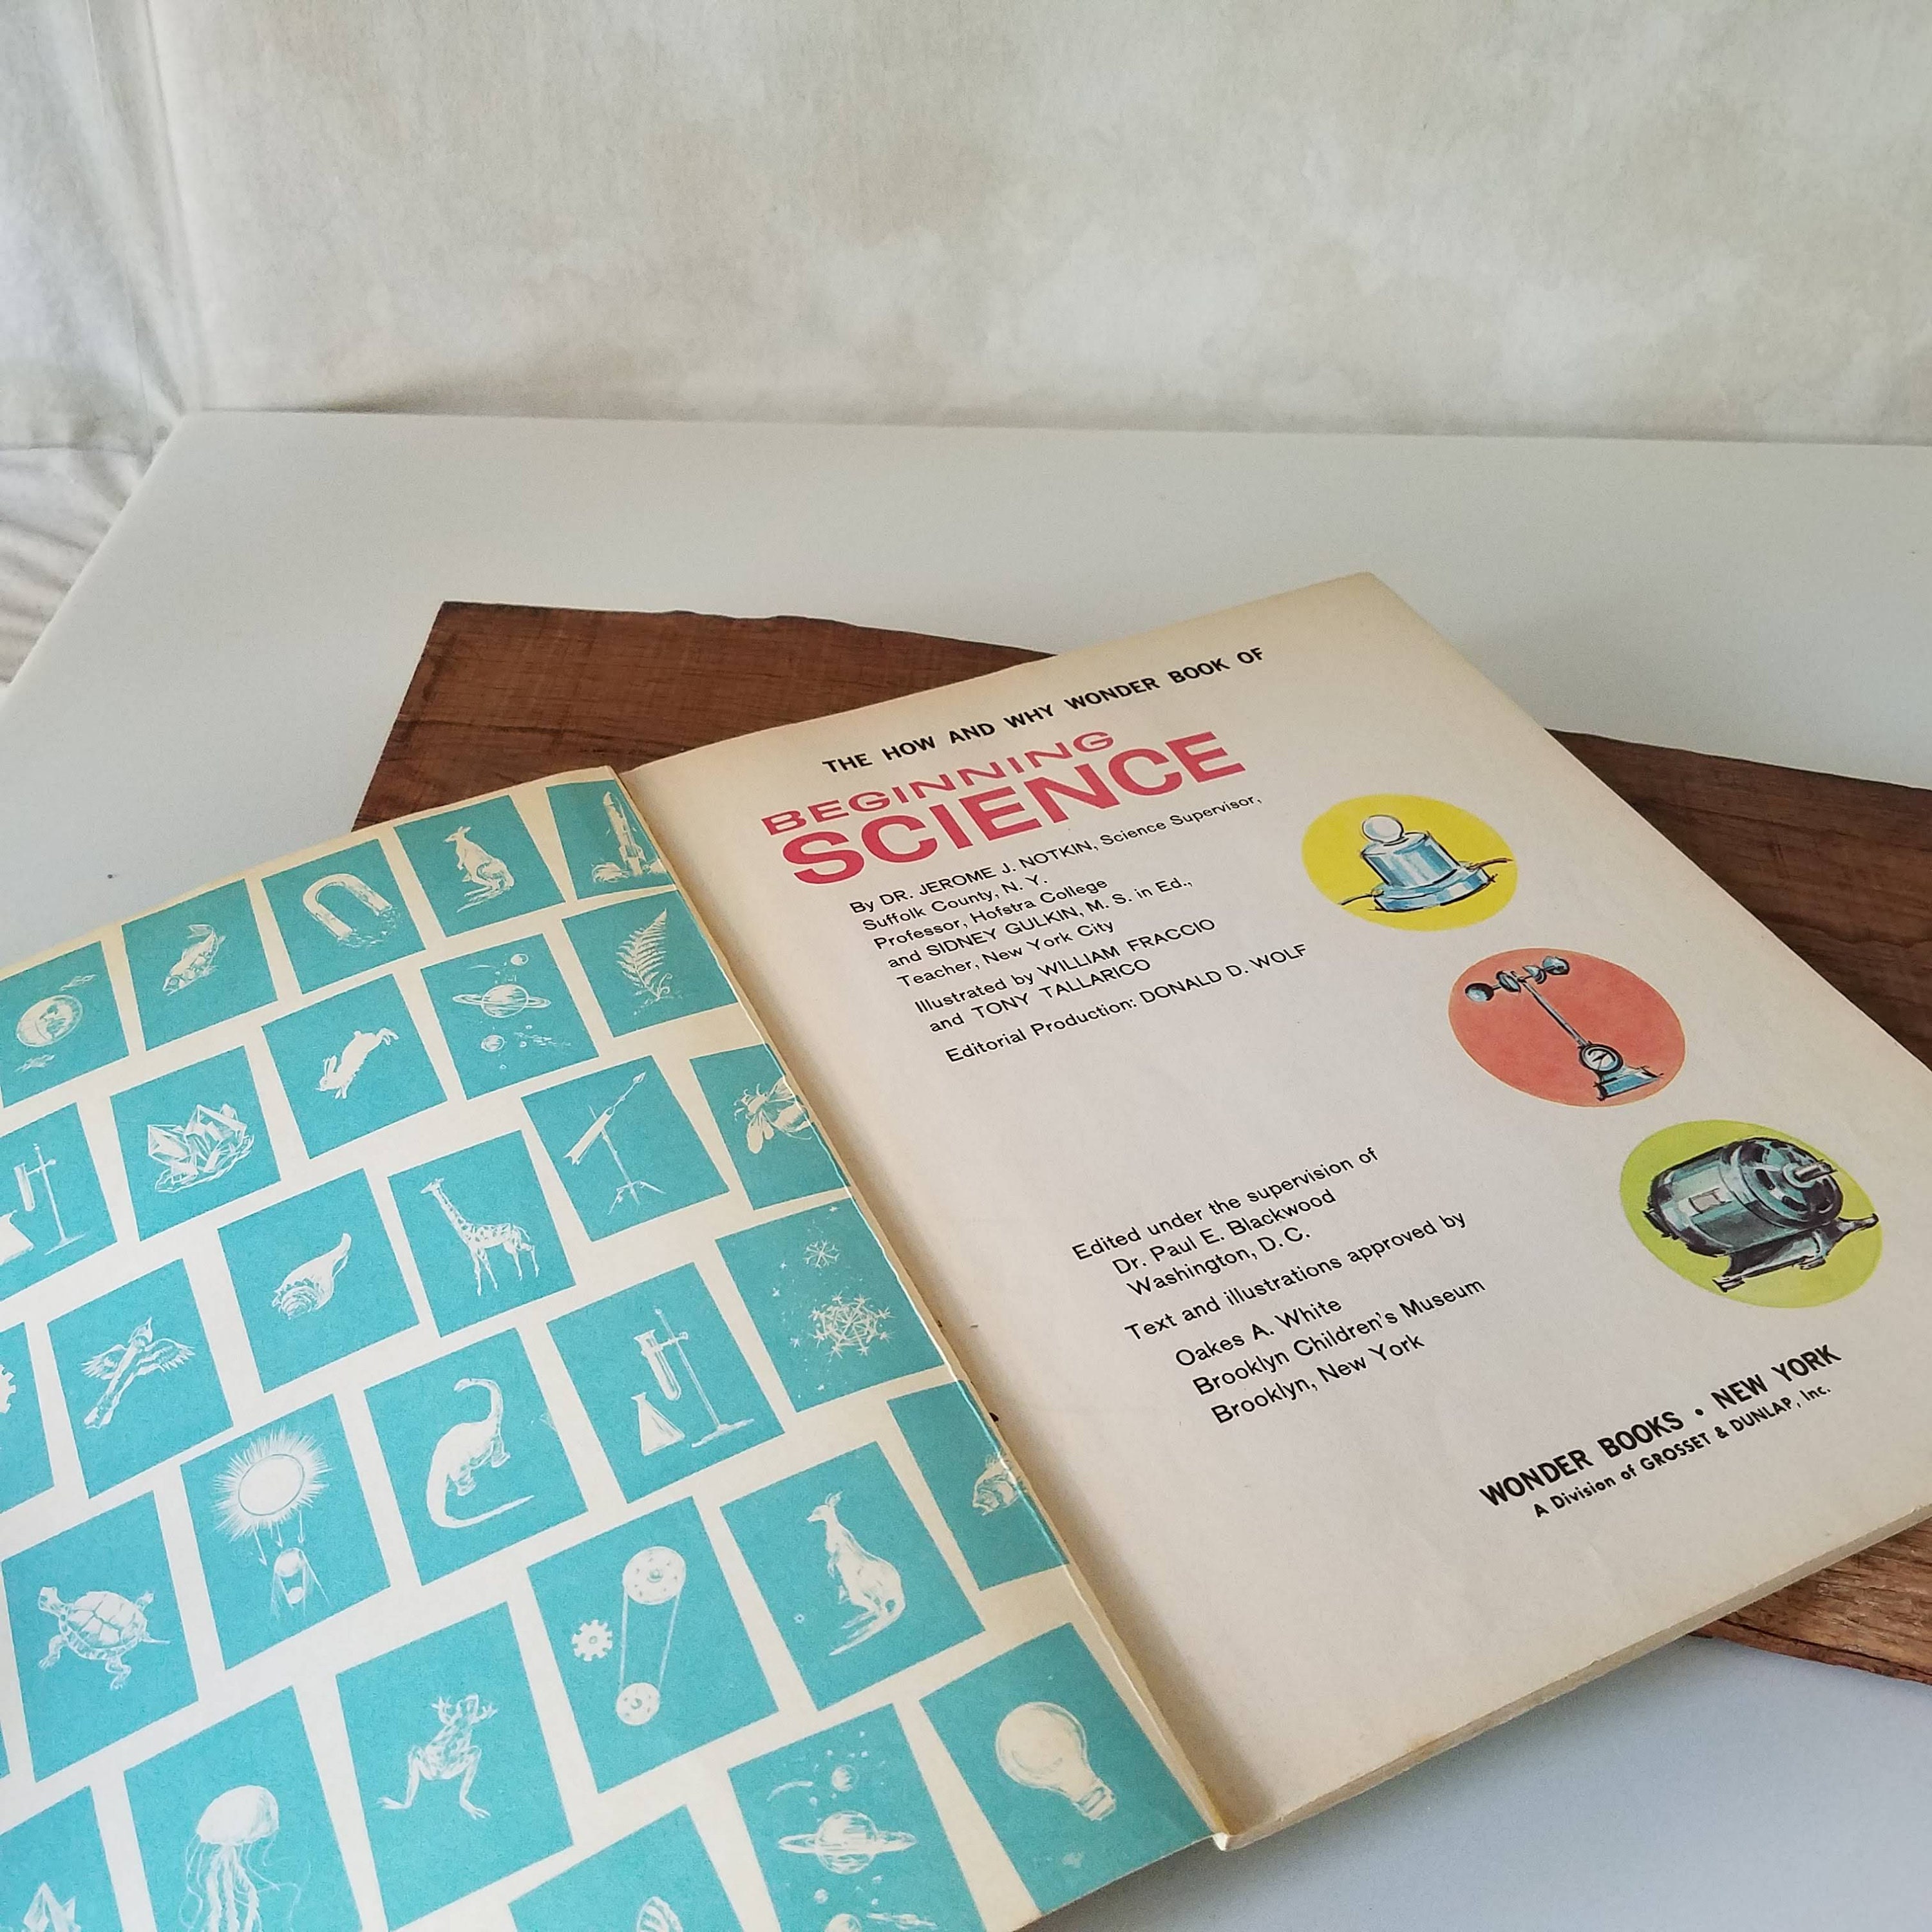 THE HOW AND WHY WONDER BOOK OF
BEGINNING
SCIENCE
By DR. JEROME J. NOTKIN, Science Supervisor,
Suffolk County, N. Y.
Professor, Hofstra College
and SIDNEY GULKIN, M. S. in Ed.,
Teacher, New York City
Illustrated by WILLIAM FRACCIO
and TONY TALLARICO
Editorial Production: DONALD D. WOLF
Edited under the supervision of
Dr. Paul E. Blackwood
Washington, D. C.
Text and illustrations approved by
Oakes A. White
Brooklyn Children's Museum
Brooklyn, New York
WONDER BOOKS • NEW YORK
A Division of GROSSET & DUNLAP, Inc.